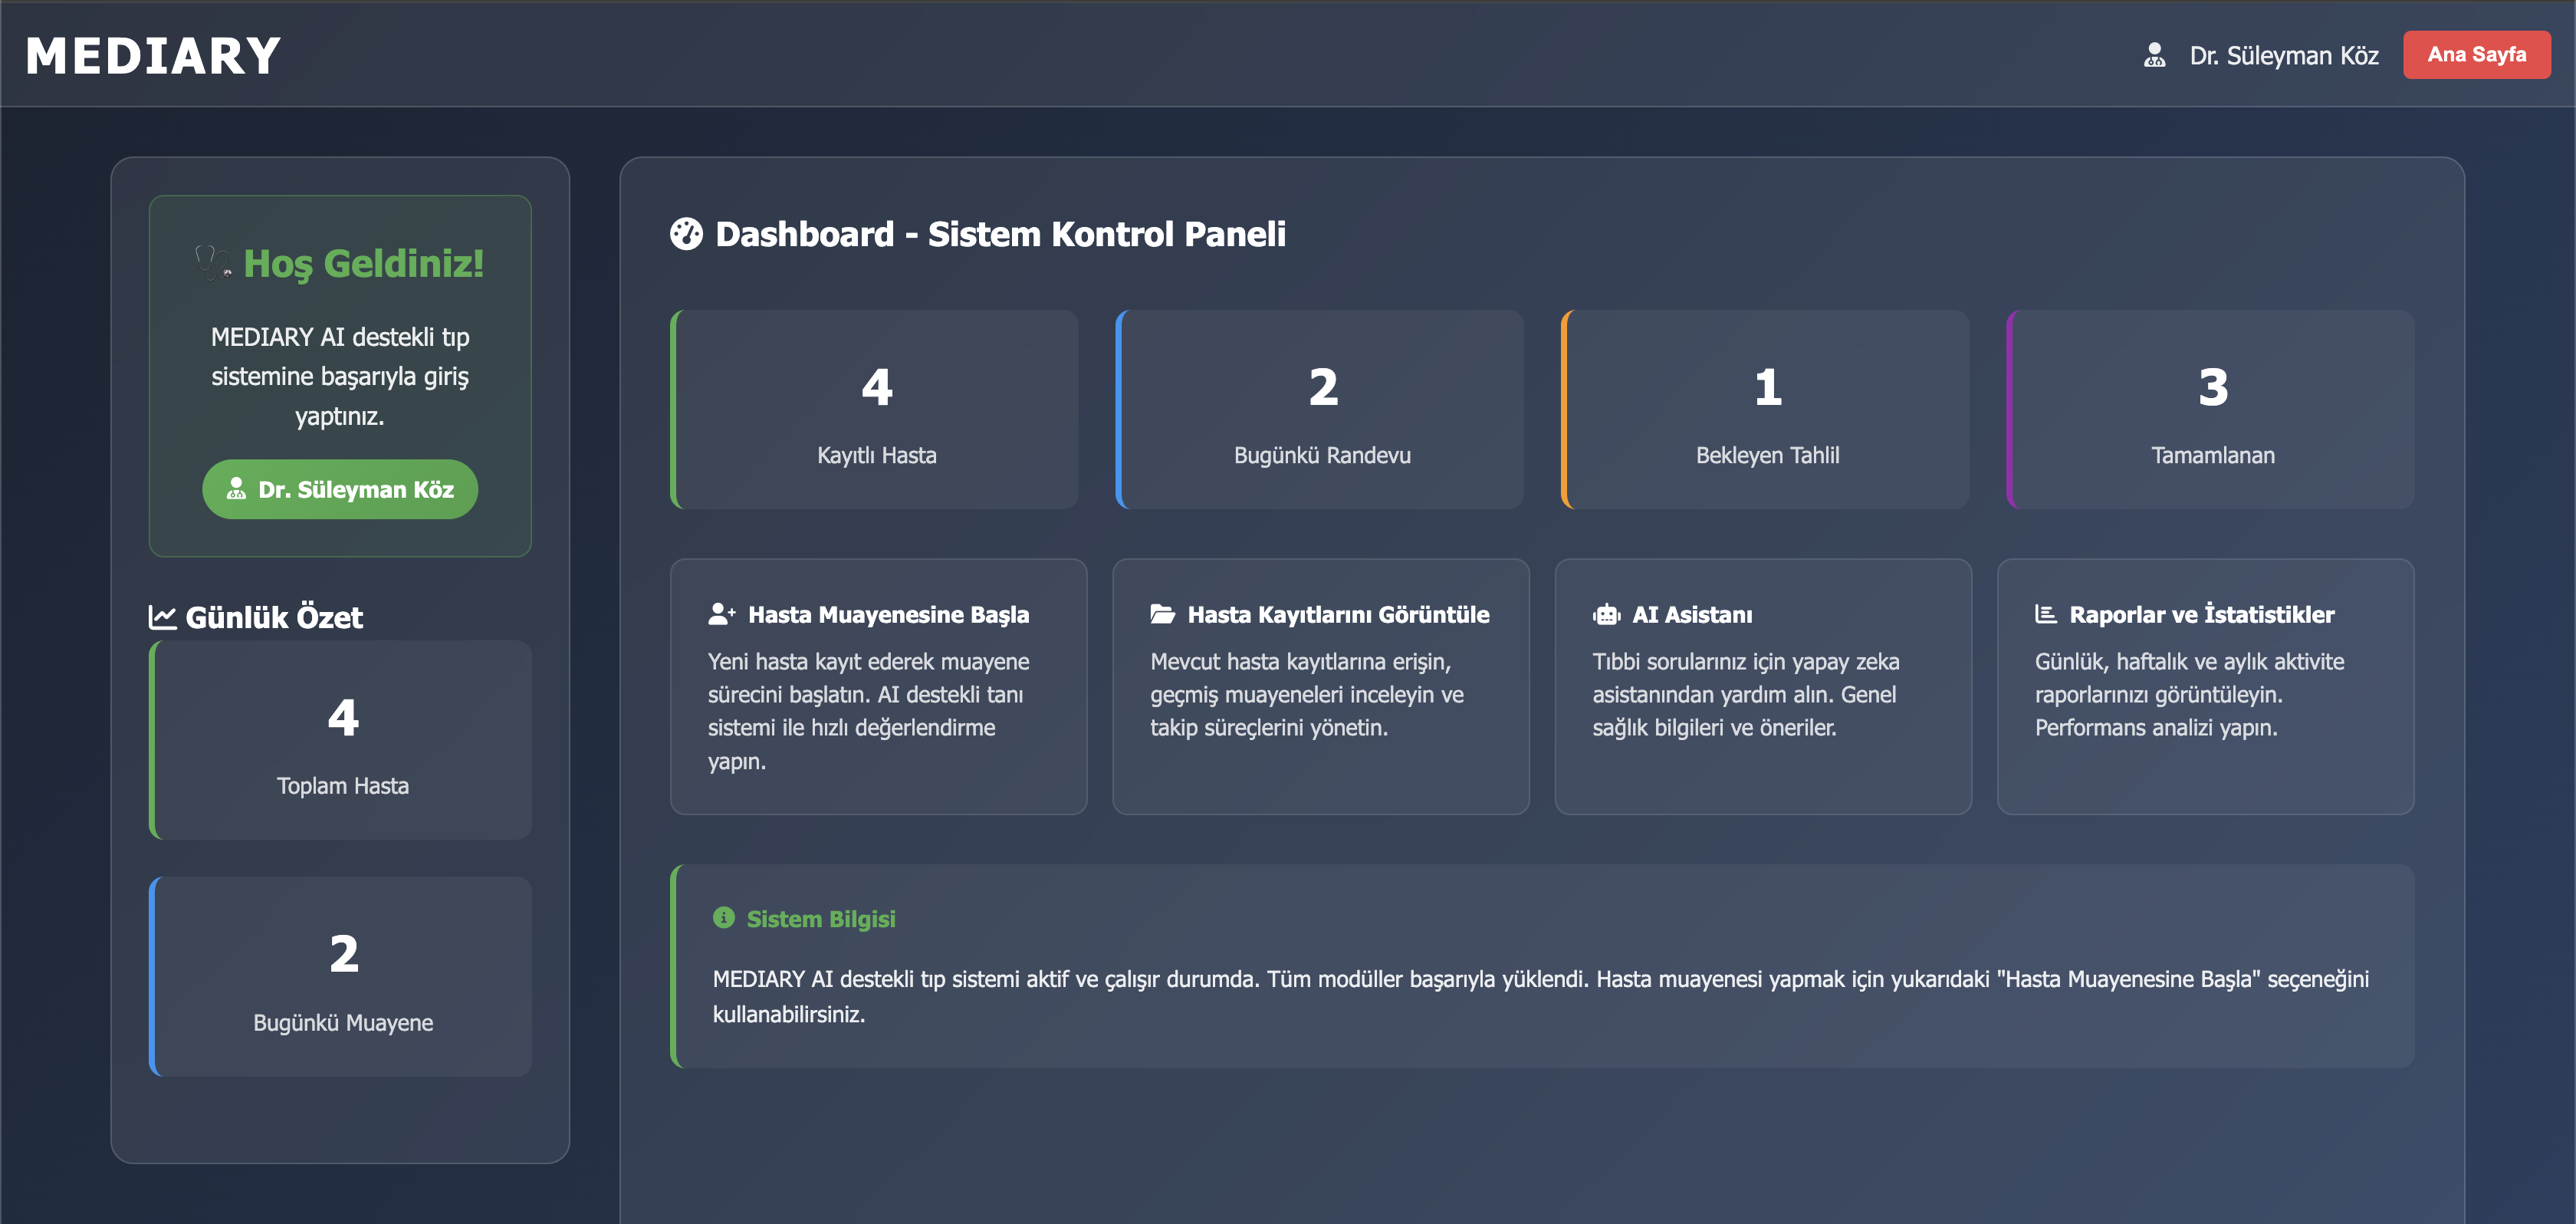 MEDIARY
Dr. Süleyman Köz
Ana Sayfa
Hoş Geldiniz!
MEDIARY AI destekli tıp
sistemine başarıyla giriş
yaptınız.
Dr. Süleyman Köz
Günlük Özet
4
Toplam Hasta
2
Bugünkü Muayene
Dashboard - Sistem Kontrol Paneli
4
Kayıtlı Hasta
2
Bugünkü Randevu
1
Bekleyen Tahlil
3
Tamamlanan
Hasta Muayenesine Başla
Yeni hasta kayıt ederek muayene
sürecini başlatın. AI destekli tanı
sistemi ile hızlı değerlendirme
yapın.
Hasta Kayıtlarını Görüntüle
Mevcut hasta kayıtlarına erişin,
geçmiş muayeneleri inceleyin ve
takip süreçlerini yönetin.
AI Asistanı
Tıbbi sorularınız için yapay zeka
asistanından yardım alın. Genel
sağlık bilgileri ve öneriler.
Raporlar ve İstatistikler
Günlük, haftalık ve aylık aktivite
raporlarınızı görüntüleyin.
Performans analizi yapın.
Sistem Bilgisi
MEDIARY AI destekli tıp sistemi aktif ve çalışır durumda. Tüm modüller başarıyla yüklendi. Hasta muayenesi yapmak için yukarıdaki "Hasta Muayenesine Başla" seçeneğini
kullanabilirsiniz.